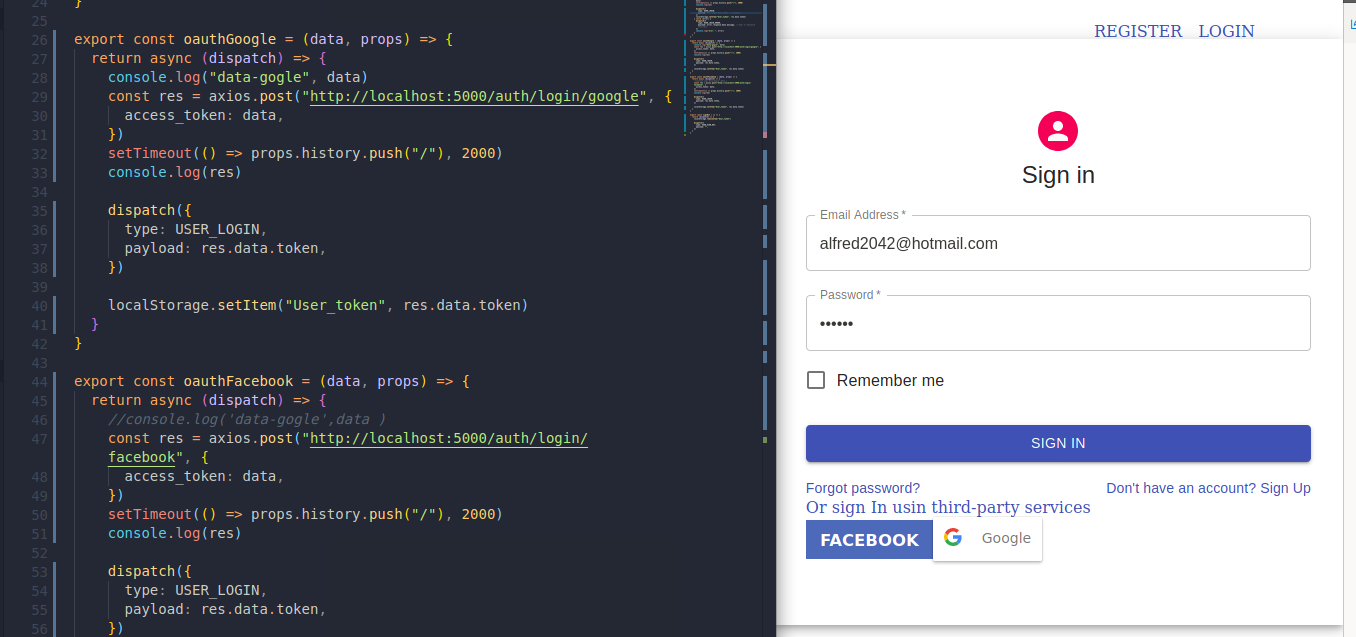 24 }
25
26 export const oauthGoogle = (data, props) => {
27 return async (dispatch) => {
28 console.log("data-gogle", data)
29 const res = axios.post("http://localhost:5000/auth/login/google", {
30 access_token: data,
31 })
32 setTimeout(() => props.history.push("/"), 2000)
33 console.log(res)
34
35 dispatch({
36 type: USER_LOGIN,
37 payload: res.data.token,
38 })
39
40 localStorage.setItem("User_token", res.data.token)
41 }
42 }
43
44 export const oauthFacebook = (data, props) => {
45 return async (dispatch) => {
46 //console.log('data-gogle',data )
47 const res = axios.post("http://localhost:5000/auth/login/
facebook", {
48 access_token: data,
49 })
50 setTimeout(() => props.history.push("/"), 2000)
51 console.log(res)
52
53 dispatch({
54 type: USER_LOGIN,
55 payload: res.data.token,
56 })
REGISTER LOGIN
Sign in
Email Address *
alfred2042@hotmail.com
Password *
••••••
Remember me
SIGN IN
Forgot password? Don't have an account? Sign Up
Or sign In usin third-party services
FACEBOOK Google